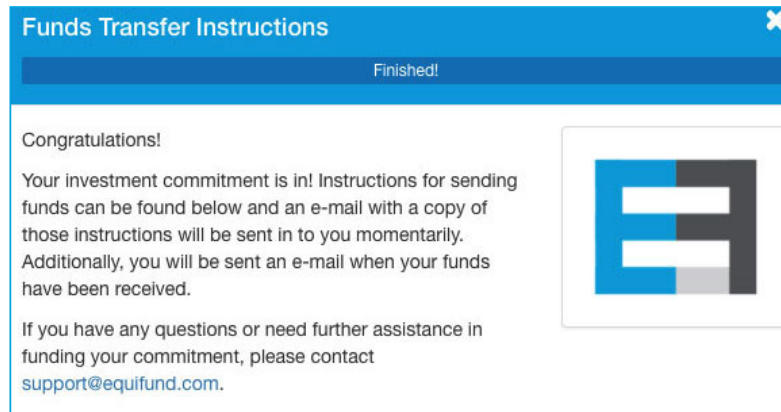 Funds Transfer Instructions
Finished!
Congratulations!
Your investment commitment is in! Instructions for sending
funds can be found below and an e-mail with a copy of
those instructions will be sent in to you momentarily.
Additionally, you will be sent an e-mail when your funds
have been received.
If you have any questions or need further assistance in
funding your commitment, please contact
support@equifund.com.